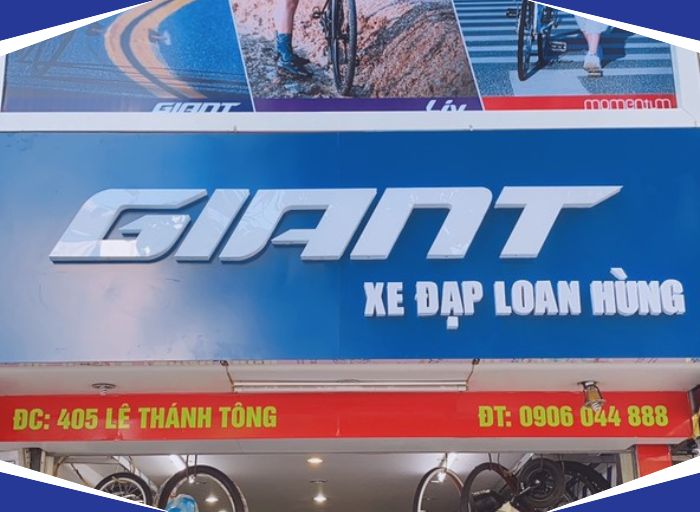 GIANT
Liv
momentum
GIANT
XE ĐẠP LOAN HÙNG
ĐC: 405 LÊ THÁNH TÔNG
ĐT: 0906 044 888